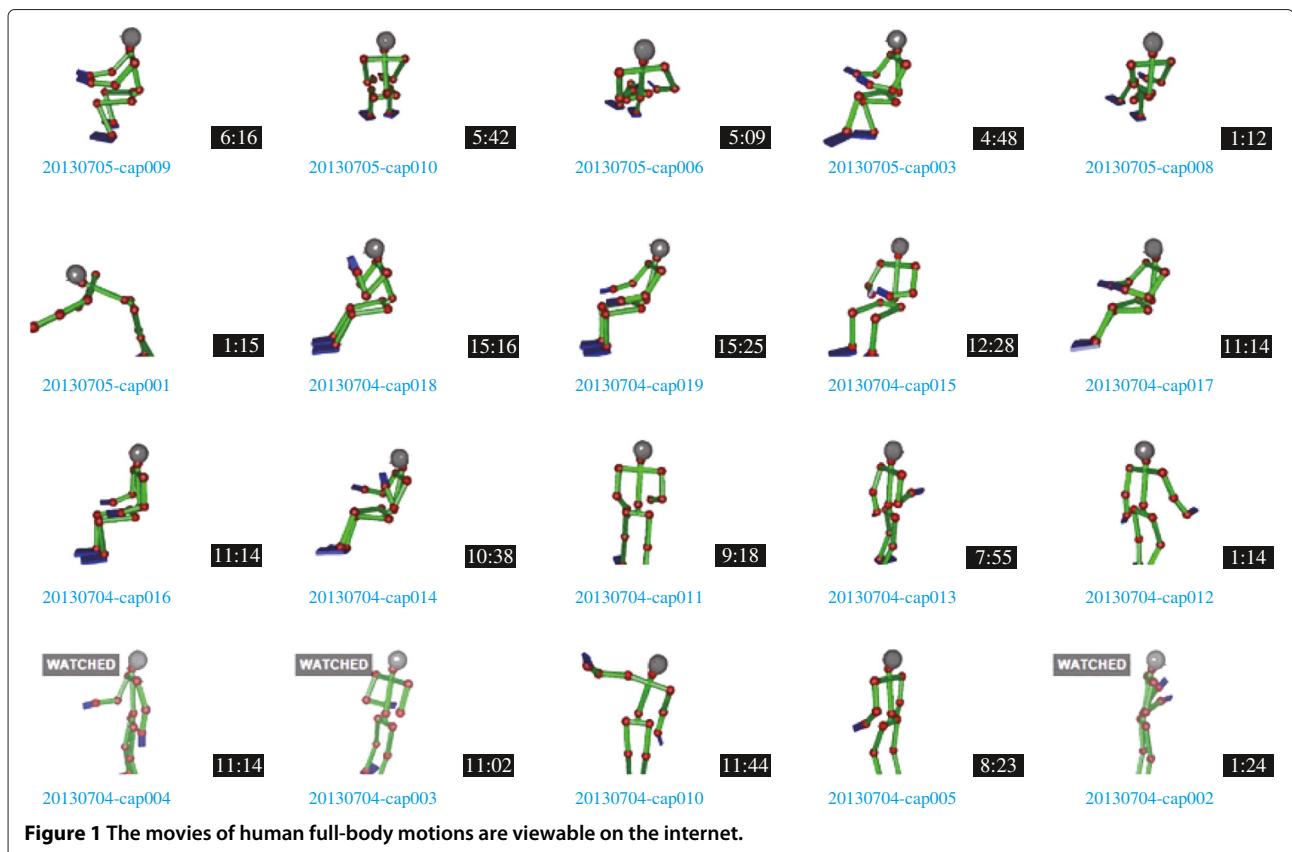 6:16 5:42 5:09 4:48 1:12
20130705-cap009 20130705-cap010 20130705-cap006 20130705-cap003 20130705-cap008
1:15 15:16 15:25 12:28 11:14
20130705-cap001 20130704-cap018 20130704-cap019 20130704-cap015 20130704-cap017
11:14 10:38 9:18 7:55 1:14
20130704-cap016 20130704-cap014 20130704-cap011 20130704-cap013 20130704-cap012
WATCHED WATCHED WATCHED
11:14 11:02 11:44 8:23 1:24
20130704-cap004 20130704-cap003 20130704-cap010 20130704-cap005 20130704-cap002
Figure 1 The movies of human full-body motions are viewable on the internet.